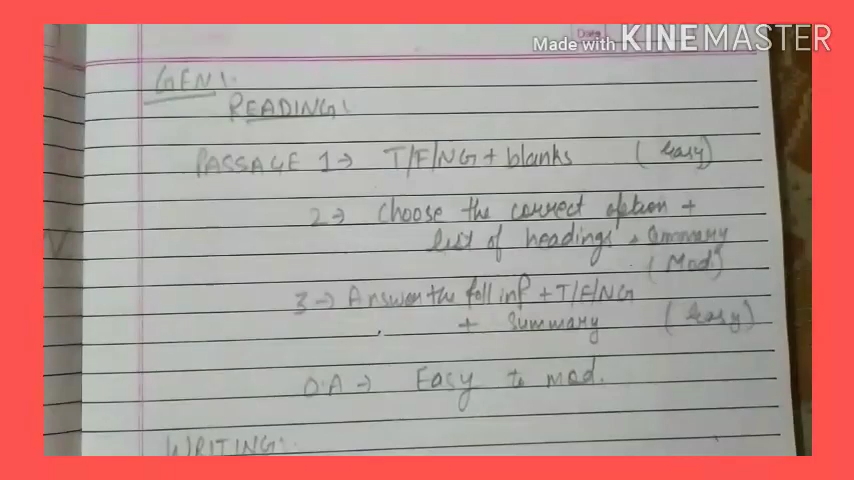 Date
Made with KINEMASTER
GEN:
READING:
PASSAGE 1→ T/F/NG + blanks (easy)
2→ Choose the correct option +
list of headings + Summary
(Mod.)
3→ Answer the foll inf + T/F/NG
+ Summary (easy)
O.A → Easy to mod.
WRITING: